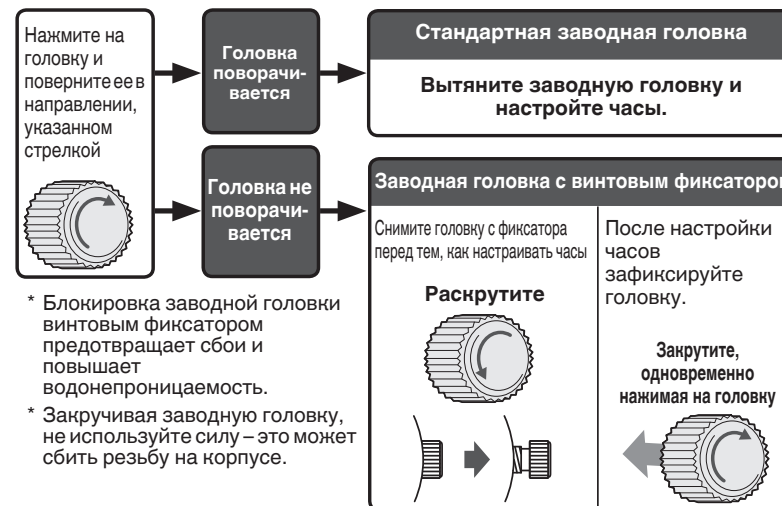 Нажмите на
головку и
поверните ее в
направлении,
указанном
стрелкой
Головка
поворачи-
вается
Стандартная заводная головка
Вытяните заводную головку и
настройте часы.
Головка не
поворачи-
вается
Заводная головка с винтовым фиксатором
Снимите головку с фиксатора
перед тем, как настраивать часы
Раскрутите
После настройки
часов
зафиксируйте
головку.
Закрутите,
одновременно
нажимая на головку
* Блокировка заводной головки
винтовым фиксатором
предотвращает сбои и
повышает
водонепроницаемость.
* Закручивая заводную головку,
не используйте силу – это может
сбить резьбу на корпусе.